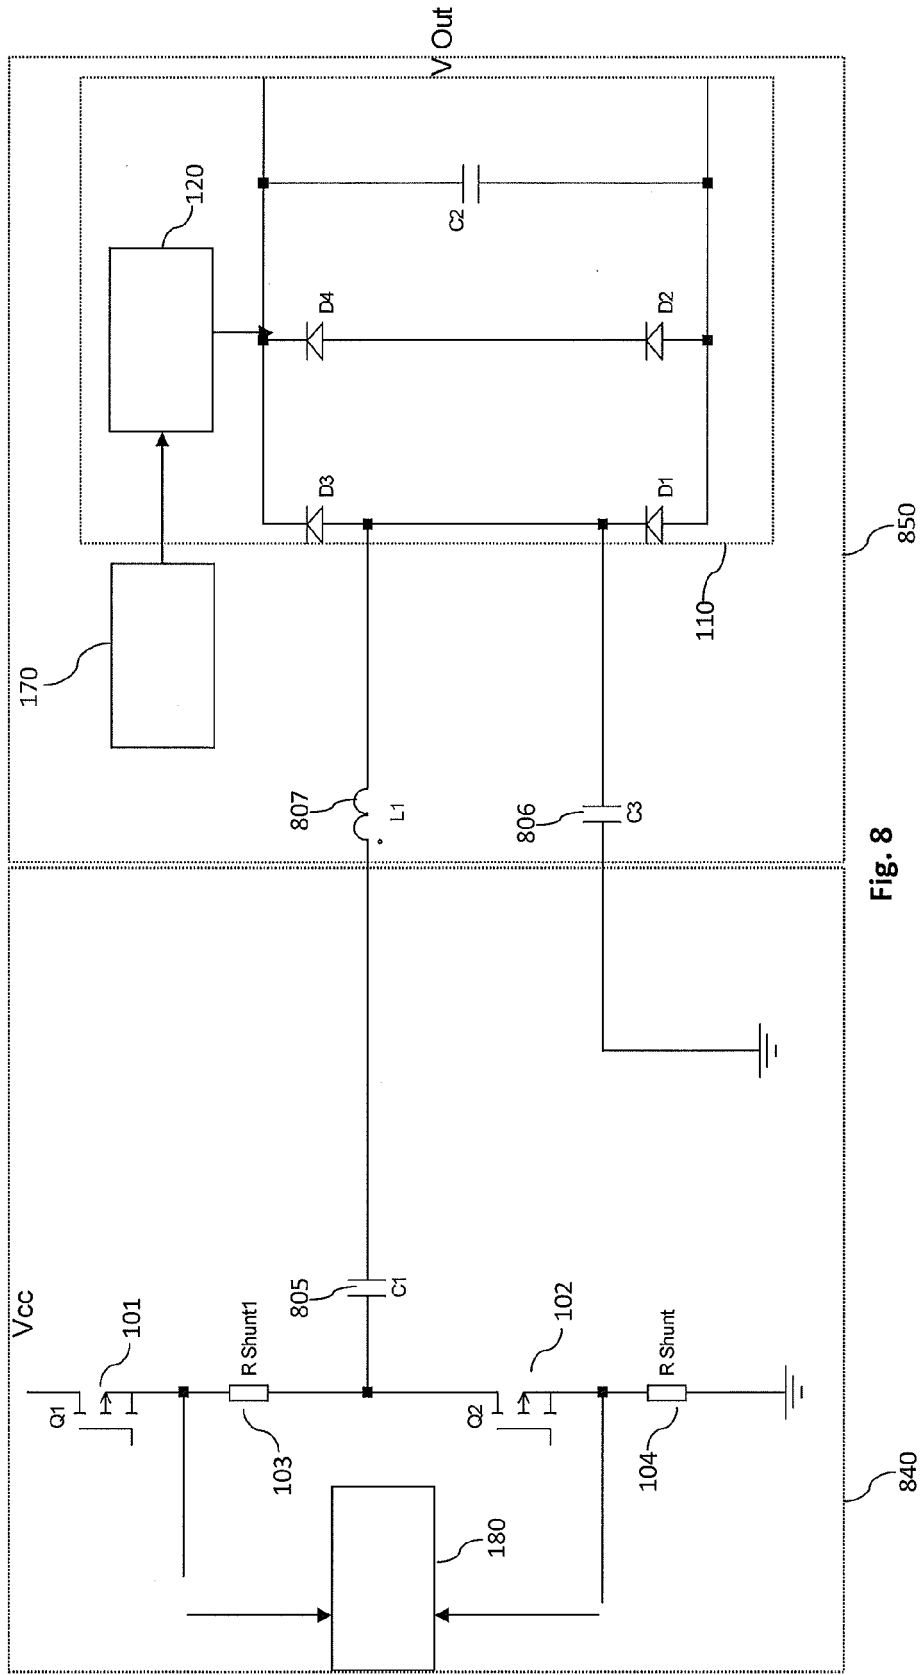 V Out
120
C2
D4
D2
D3
D1
850
110
170
807
L1
806
C3
Fig. 8
Vcc
101
805
C1
102
R Shunt1
R Shunt
Q1
Q2
103
104
840
180